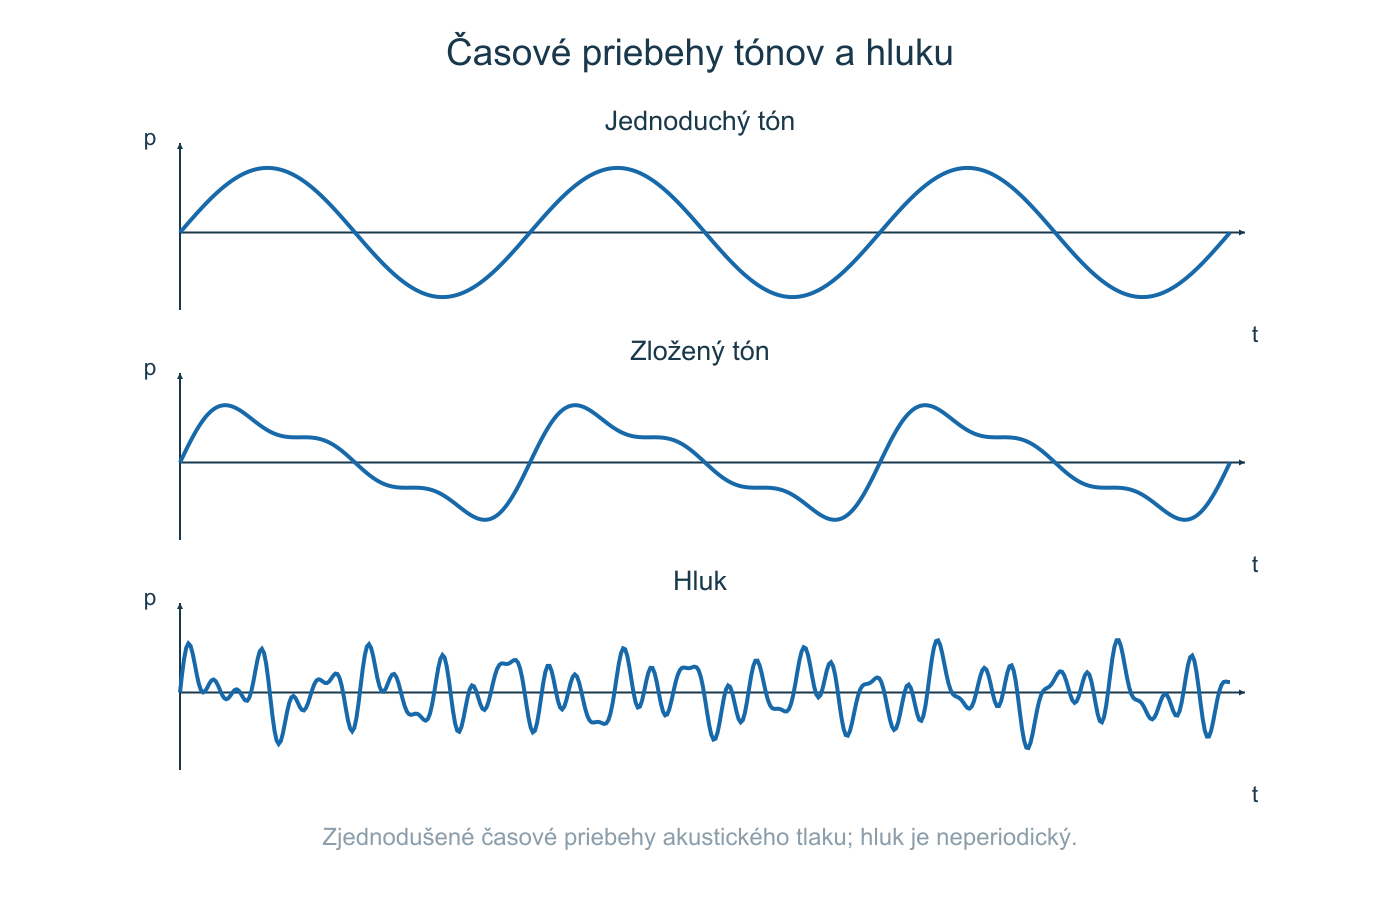 Časové priebehy tónov a hluku
Jednoduchý tón
p
t
Zložený tón
p
t
Hluk
p
t
Zjednodušené časové priebehy akustického tlaku; hluk je neperiodický.